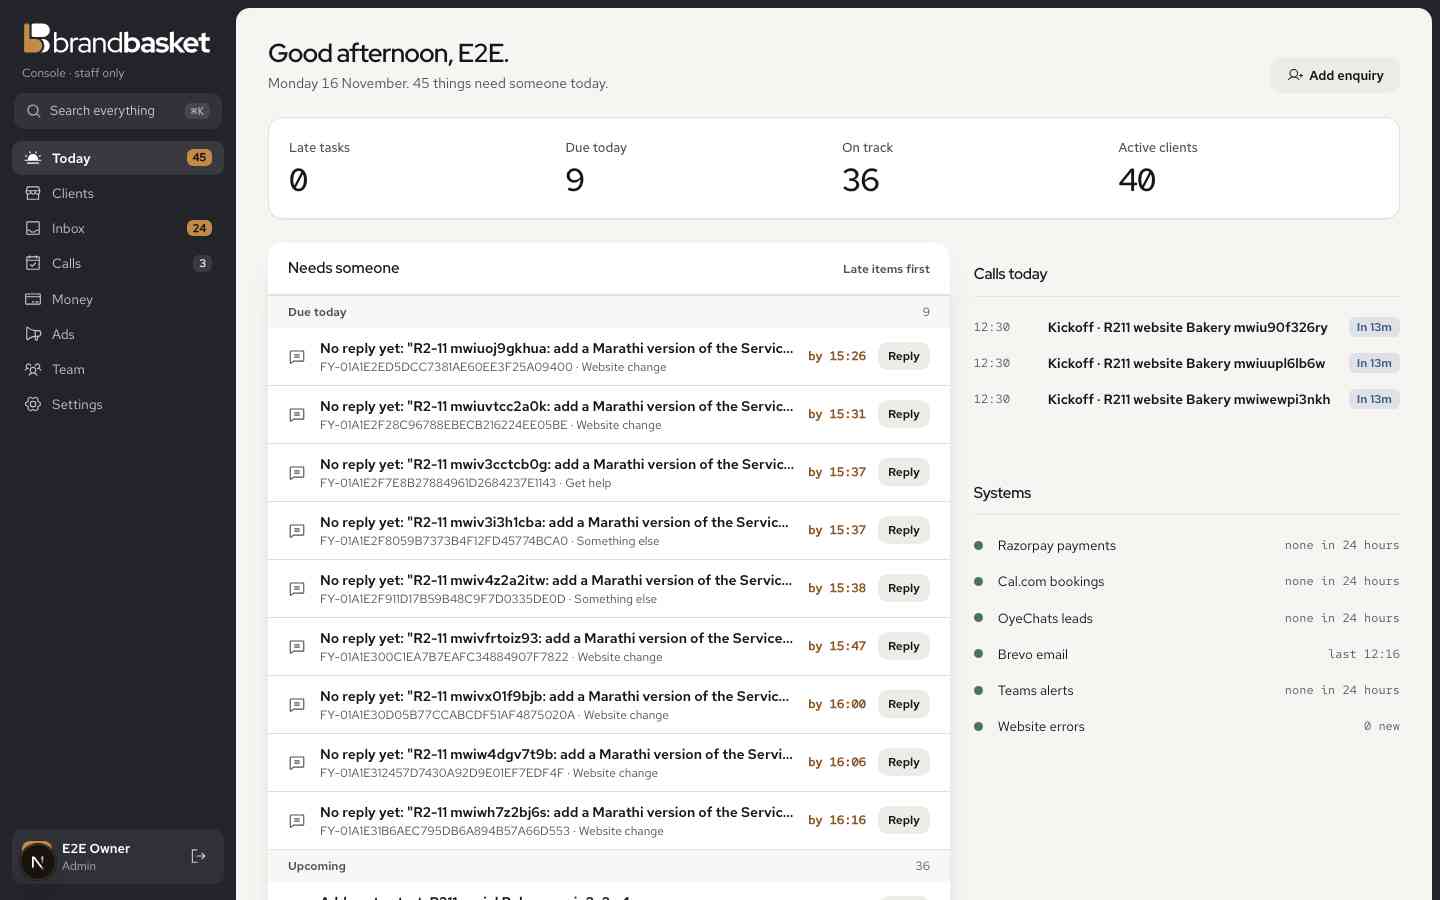 brandbasket
Console · staff only
Search everything ⌘K
Today 45
Clients
Inbox 24
Calls 3
Money
Ads
Team
Settings
N
E2E Owner
Admin
Good afternoon, E2E.
Monday 16 November. 45 things need someone today.
Add enquiry
Late tasks
0
Due today
9
On track
36
Active clients
40
Needs someone
Late items first
Due today 9
No reply yet: "R2-11 mwiuoj9gkhua: add a Marathi version of the Servic... by 15:26 Reply
FY-01A1E2ED5DCC7381AE60EE3F25A09400 · Website change
No reply yet: "R2-11 mwiuvtcc2a0k: add a Marathi version of the Servic... by 15:31 Reply
FY-01A1E2F28C96788EBECB216224EE05BE · Website change
No reply yet: "R2-11 mwiv3cctcb0g: add a Marathi version of the Servic... by 15:37 Reply
FY-01A1E2F7E8B27884961D2684237E1143 · Get help
No reply yet: "R2-11 mwiv3i3h1cba: add a Marathi version of the Servic... by 15:37 Reply
FY-01A1E2F8059B7373B4F12FD45774BCA0 · Something else
No reply yet: "R2-11 mwiv4z2a2itw: add a Marathi version of the Servic... by 15:38 Reply
FY-01A1E2F911D17B59B48C9F7D0335DE0D · Something else
No reply yet: "R2-11 mwivfrtoiz93: add a Marathi version of the Service... by 15:47 Reply
FY-01A1E300C1EA7B7EAFC34884907F7822 · Website change
No reply yet: "R2-11 mwivx01f9bjb: add a Marathi version of the Servic... by 16:00 Reply
FY-01A1E30D05B77CCABCDF51AF4875020A · Website change
No reply yet: "R2-11 mwiw4dgv7t9b: add a Marathi version of the Servi... by 16:06 Reply
FY-01A1E312457D7430A92D9E01EF7EDF4F · Website change
No reply yet: "R2-11 mwiwh7z2bj6s: add a Marathi version of the Servic... by 16:16 Reply
FY-01A1E31B6AEC795DB6A894B57A66D553 · Website change
Upcoming 36
Calls today
12:30 Kickoff · R211 website Bakery mwiu90f326ry In 13m
12:30 Kickoff · R211 website Bakery mwiuupl6lb6w In 13m
12:30 Kickoff · R211 website Bakery mwiwewpi3nkh In 13m
Systems
Razorpay payments none in 24 hours
Cal.com bookings none in 24 hours
OyeChats leads none in 24 hours
Brevo email last 12:16
Teams alerts none in 24 hours
Website errors 0 new